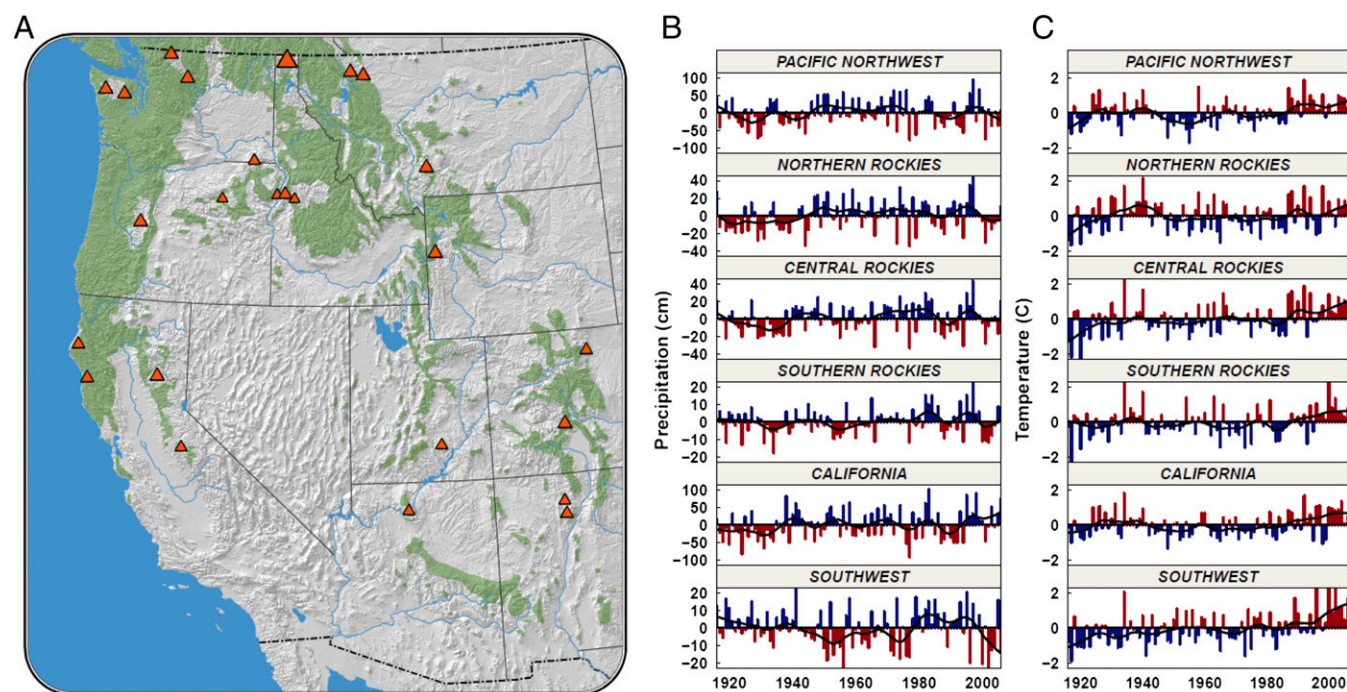 A
B
C
PACIFIC NORTHWEST
100
50
0
−50
−100
NORTHERN ROCKIES
40
20
0
−20
−40
CENTRAL ROCKIES
40
20
0
−20
−40
SOUTHERN ROCKIES
20
10
0
−10
20
CALIFORNIA
100
50
0
−50
−100
SOUTHWEST
20
10
0
−10
−20
1920 1940 1960 1980 2000
Precipitation (cm)
PACIFIC NORTHWEST
2
0
−2
NORTHERN ROCKIES
2
0
−2
CENTRAL ROCKIES
2
0
−2
SOUTHERN ROCKIES
2
0
−2
CALIFORNIA
2
0
−2
SOUTHWEST
2
0
−2
1920 1940 1960 1980 2000
Temperature (C)